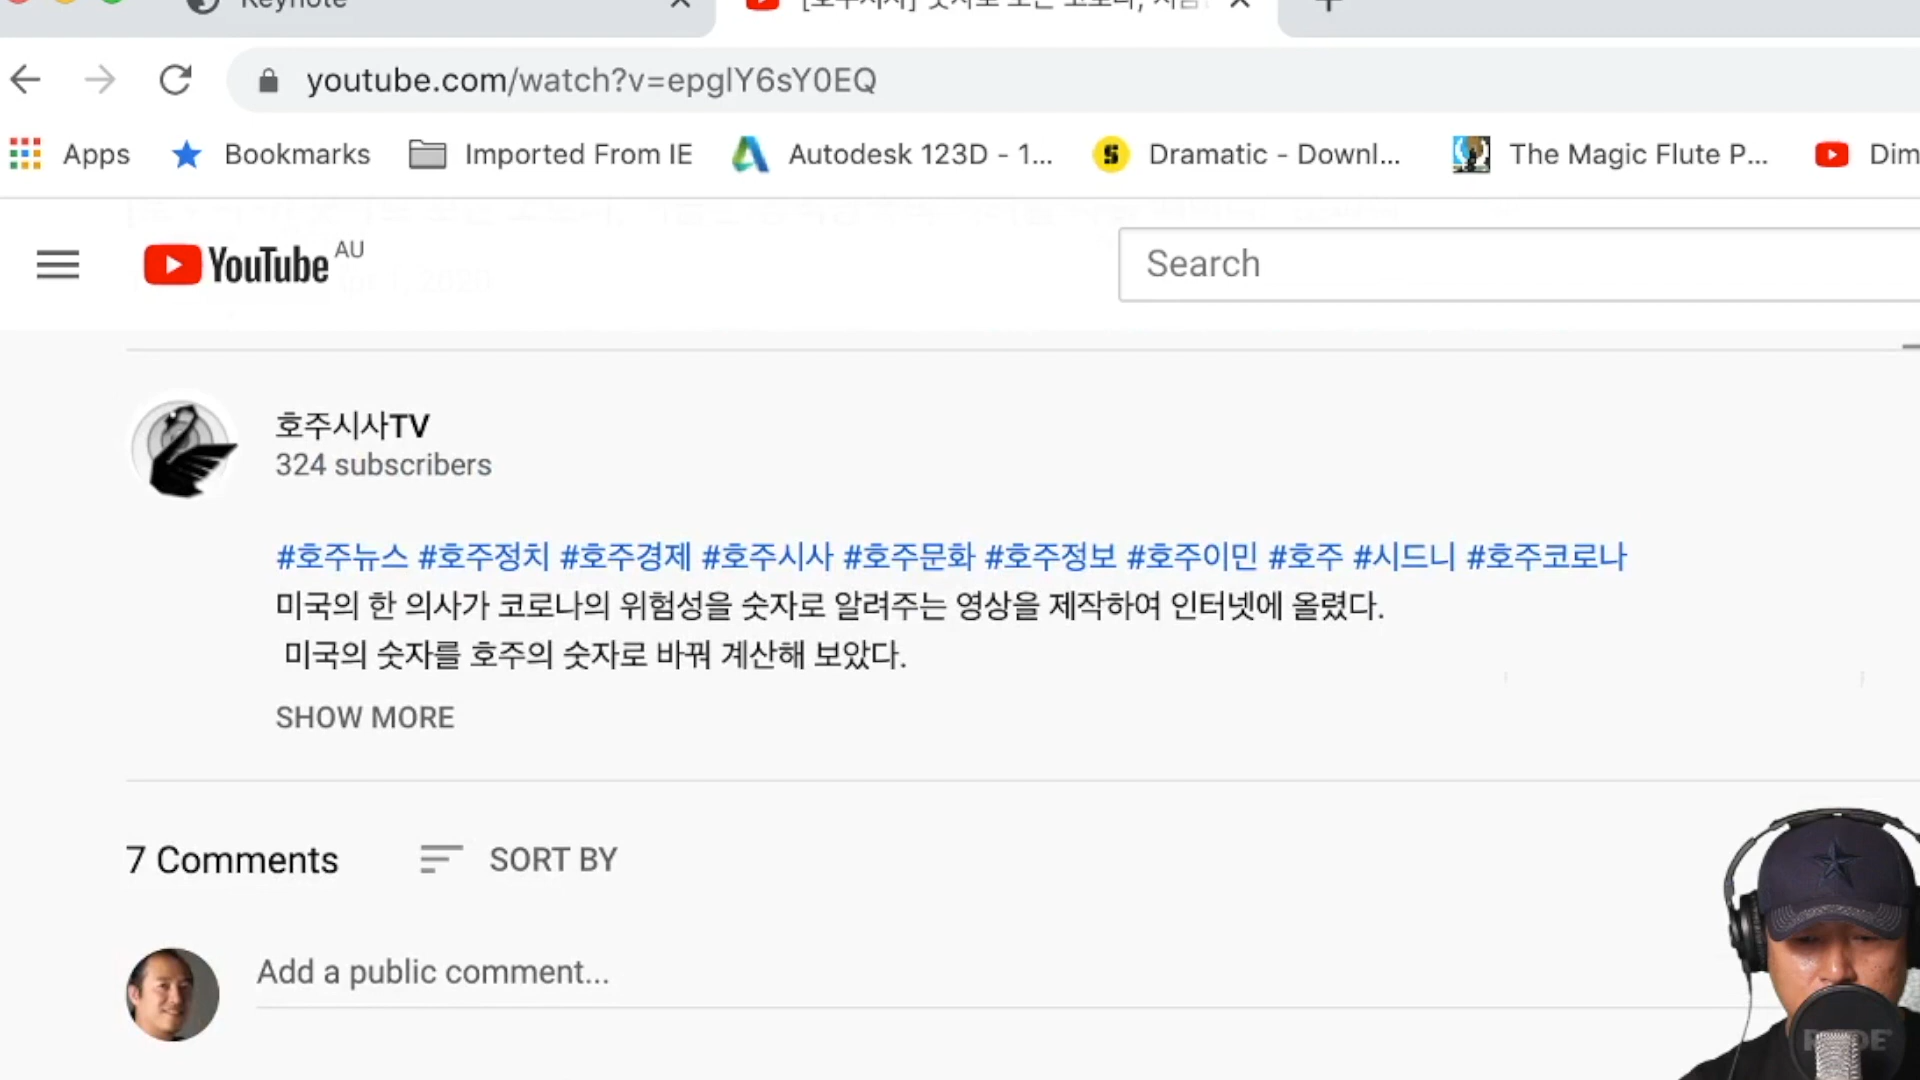 Keynote
youtube.com/watch?v=epglY6sY0EQ
Apps Bookmarks Imported From IE Autodesk 123D - 1... Dramatic - Downl... The Magic Flute P... Dim
YouTube AU
Search
호주시사TV
324 subscribers
#호주뉴스 #호주정치 #호주경제 #호주시사 #호주문화 #호주정보 #호주이민 #호주 #시드니 #호주코로나
미국의 한 의사가 코로나의 위험성을 숫자로 알려주는 영상을 제작하여 인터넷에 올렸다.
미국의 숫자를 호주의 숫자로 바꿔 계산해 보았다.
SHOW MORE
7 Comments SORT BY
Add a public comment...
RODE